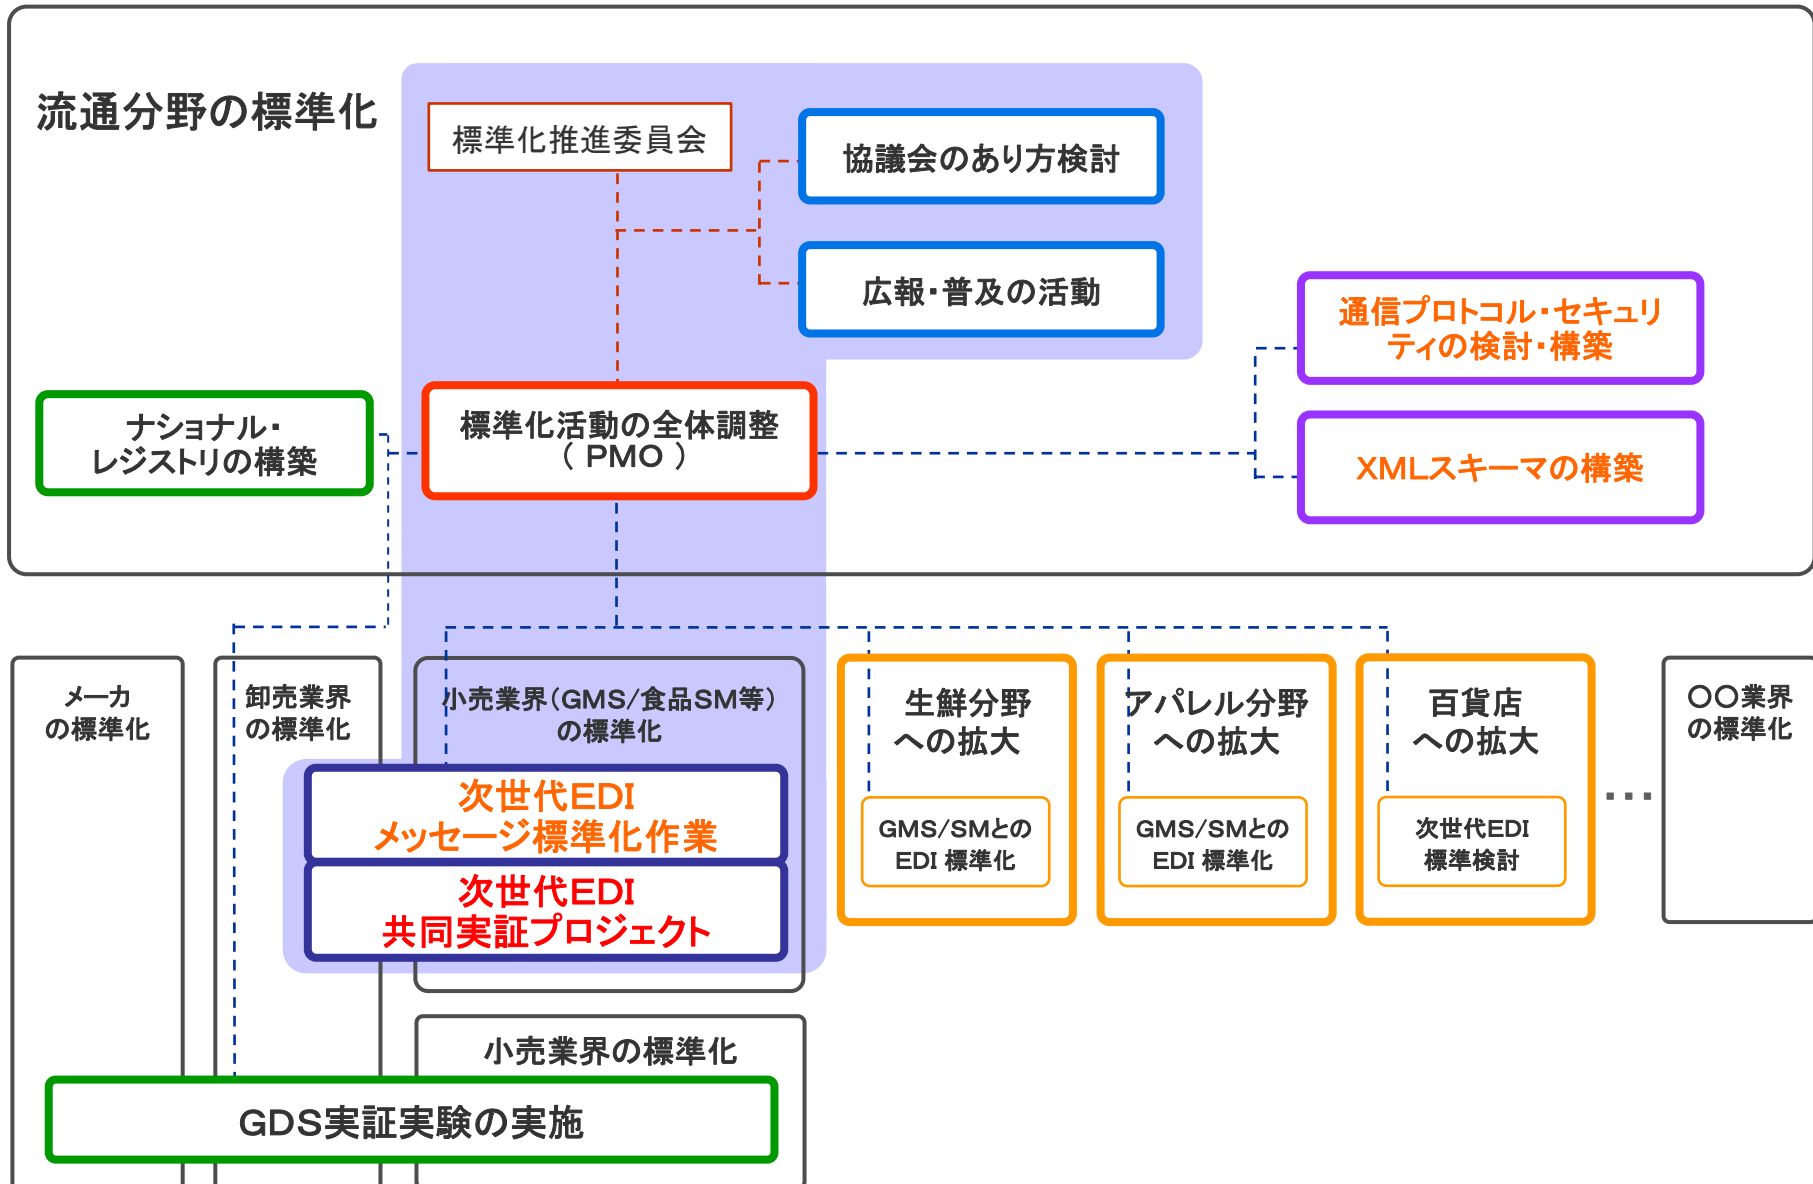 流通分野の標準化
標準化推進委員会
協議会のあり方検討
広報・普及の活動
通信プロトコル・セキュリ
ティの検討・構築
ナショナル・
レジストリの構築
標準化活動の全体調整
（ PMO ）
XMLスキーマの構築
メーカ
の標準化
卸売業界
の標準化
小売業界（GMS/食品SM等）
の標準化
生鮮分野
への拡大
アパレル分野
への拡大
百貨店
への拡大
〇〇業界
の標準化
次世代EDI
メッセージ標準化作業
GMS/SMとの
EDI 標準化
GMS/SMとの
EDI 標準化
次世代EDI
標準検討
…
次世代EDI
共同実証プロジェクト
小売業界の標準化
GDS実証実験の実施